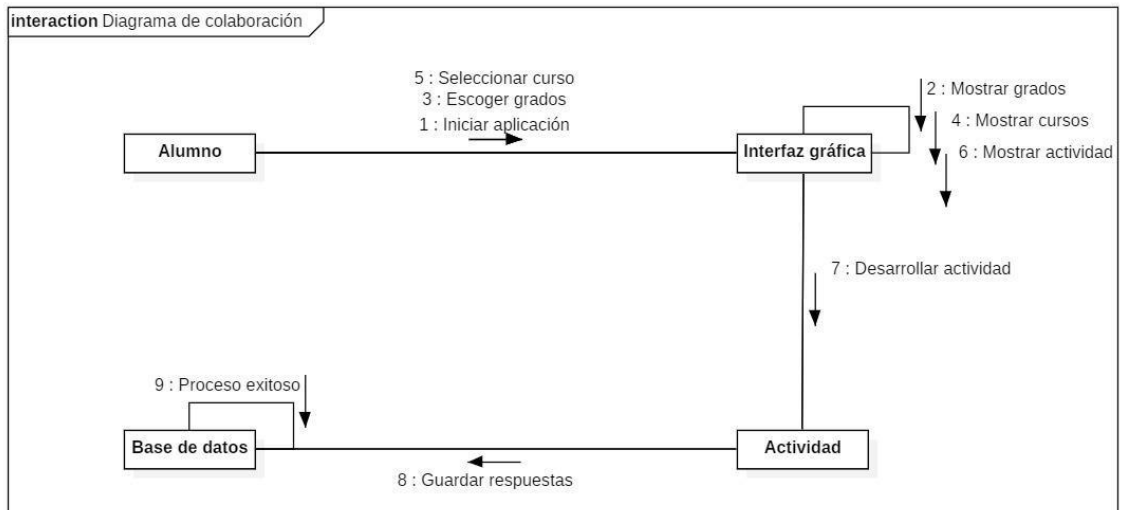 interaction Diagrama de colaboración
5 : Seleccionar curso
3 : Escoger grados
1 : Iniciar aplicación
2 : Mostrar grados
4 : Mostrar cursos
6 : Mostrar actividad
Alumno
Interfaz gráfica
7 : Desarrollar actividad
9 : Proceso exitoso
Base de datos
Actividad
8 : Guardar respuestas